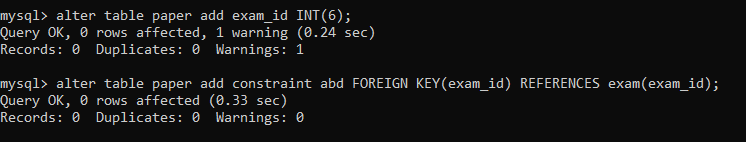 mysql> alter table paper add exam_id INT(6);
Query OK, 0 rows affected, 1 warning (0.24 sec)
Records: 0  Duplicates: 0  Warnings: 1
mysql> alter table paper add constraint abd FOREIGN KEY(exam_id) REFERENCES exam(exam_id);
Query OK, 0 rows affected (0.33 sec)
Records: 0  Duplicates: 0  Warnings: 0